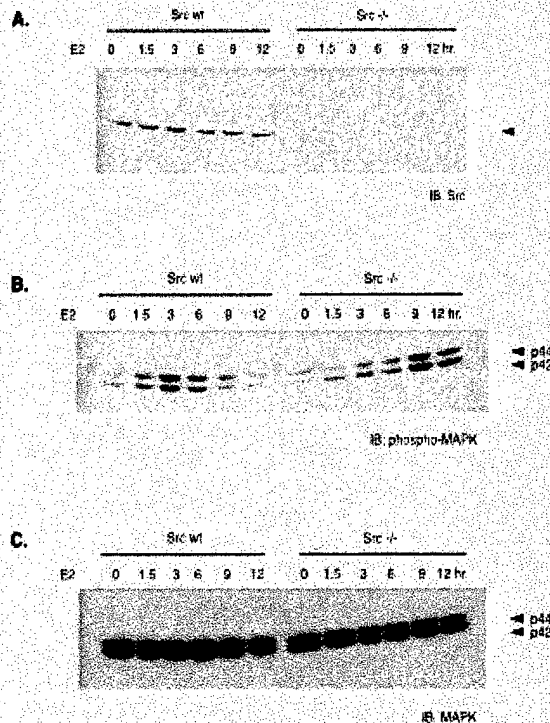 A.
Src wt Src -/-
E2 0 1.5 3 6 9 12 0 1.5 3 6 9 12 hr.
IB: Src
B.
Src wt Src -/-
E2 0 1.5 3 6 9 12 0 1.5 3 6 9 12 hr.
p44
p42
IB: phospho-MAPK
C.
Src wt Src -/-
E2 0 1.5 3 6 9 12 0 1.5 3 6 9 12 hr.
p44
p42
IB: MAPK